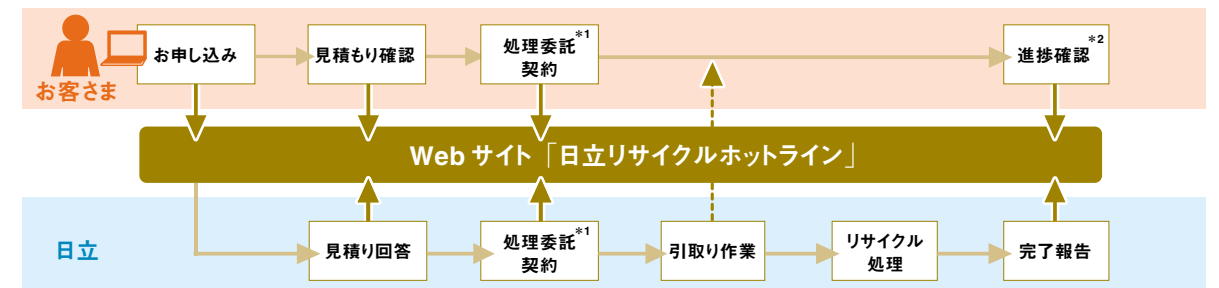 お申し込み
見積もり確認
処理委託*1
契約
進捗確認*2
お客さま
Web サイト「日立リサイクルホットライン」
日立
見積り回答
処理委託*1
契約
引取り作業
リサイクル
処理
完了報告